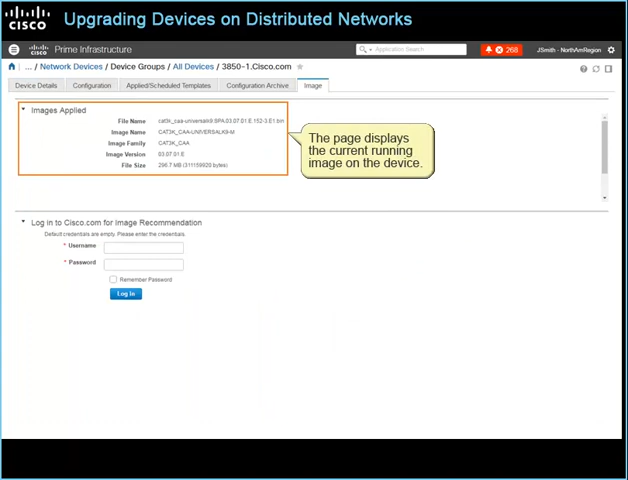 CISCO
Upgrading Devices on Distributed Networks
CISCO Prime Infrastructure
Application Search
268
JSmith - NorthAmRegion
... / Network Devices / Device Groups / All Devices / 3850-1.Cisco.com
Device Details
Configuration
Applied/Scheduled Templates
Configuration Archive
Image
Images Applied
File Name cat3k_caa-universalk9.SPA.03.07.01.E.152-3.E1.bin
Image Name CAT3K_CAA-UNIVERSALK9-M
Image Family CAT3K_CAA
Image Version 03.07.01.E
File Size 296.7 MB (311159920 bytes)
The page displays
the current running
image on the device.
Log in to Cisco.com for Image Recommendation
Default credentials are empty. Please enter the credentials.
* Username
* Password
Remember Password
Log In